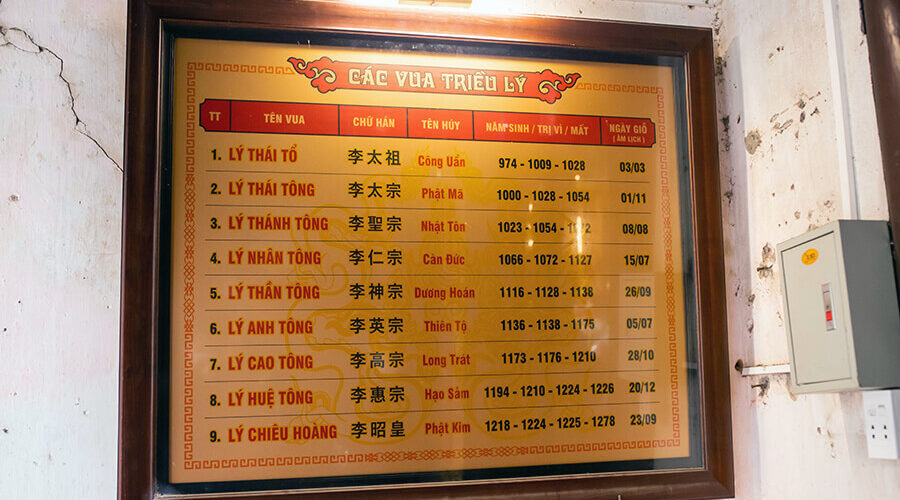 CÁC VUA TRIỀU LÝ
TT TÊN VUA CHỮ HÁN TÊN HÚY NĂM SINH / TRỊ VÌ / MẤT NGÀY GIỖ
( ÂM LỊCH )
1. LÝ THÁI TỔ 李太祖 Công Uẩn 974 - 1009 - 1028 03/03
2. LÝ THÁI TÔNG 李太宗 Phật Mã 1000 - 1028 - 1054 01/11
3. LÝ THÁNH TÔNG 李聖宗 Nhật Tôn 1023 - 1054 - 1072 08/08
4. LÝ NHÂN TÔNG 李仁宗 Càn Đức 1066 - 1072 - 1127 15/07
5. LÝ THẦN TÔNG 李神宗 Dương Hoán 1116 - 1128 - 1138 26/09
6. LÝ ANH TÔNG 李英宗 Thiên Tộ 1136 - 1138 - 1175 05/07
7. LÝ CAO TÔNG 李高宗 Long Trát 1173 - 1176 - 1210 28/10
8. LÝ HUỆ TÔNG 李惠宗 Hạo Sảm 1194 - 1210 - 1224 - 1226 20/12
9. LÝ CHIÊU HOÀNG 李昭皇 Phật Kim 1218 - 1224 - 1225 - 1278 23/09